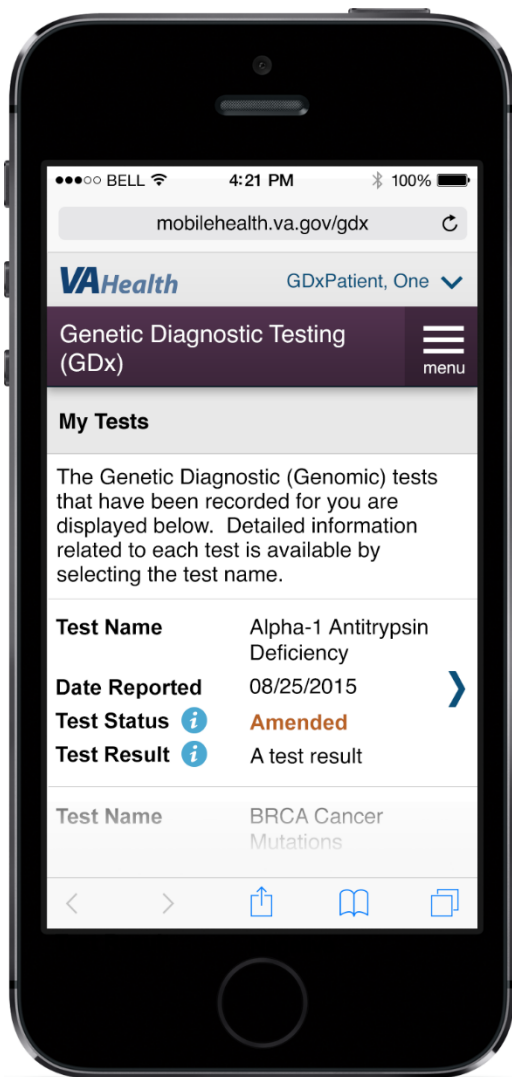 ●●●○○ BELL 4:21 PM 100%
mobilehealth.va.gov/gdx
VA Health GDxPatient, One
Genetic Diagnostic Testing
(GDx)
menu
My Tests
The Genetic Diagnostic (Genomic) tests
that have been recorded for you are
displayed below.  Detailed information
related to each test is available by
selecting the test name.
Test Name Alpha-1 Antitrypsin
Deficiency
Date Reported 08/25/2015
Test Status i Amended
Test Result i A test result
Test Name BRCA Cancer
Mutations